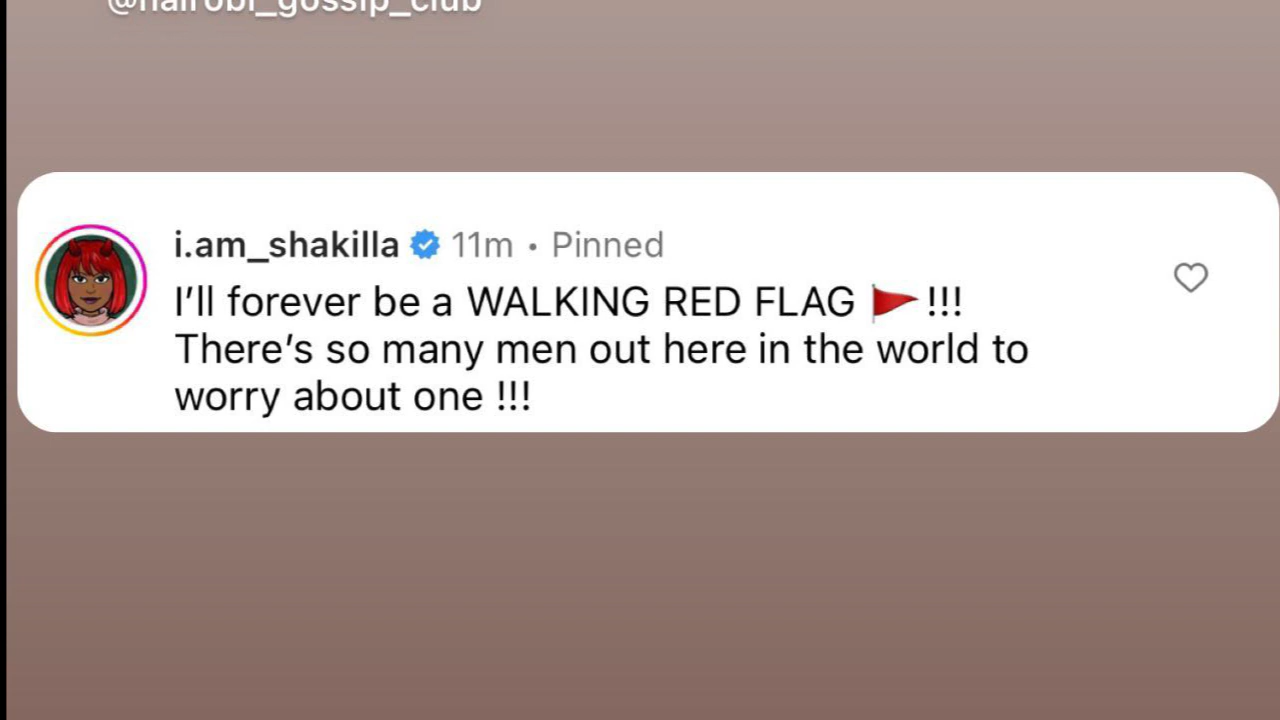 @nairobi_gossip_club
i.am_shakilla 11m • Pinned
I’ll forever be a WALKING RED FLAG 🚩!!!
There’s so many men out here in the world to
worry about one !!!